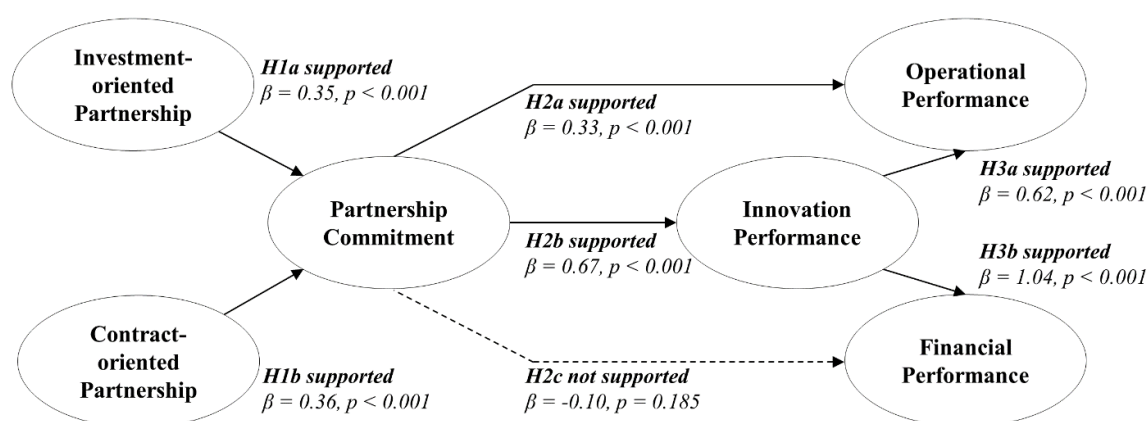 Investment-
oriented
Partnership
H1a supported
β = 0.35, p < 0.001
H2a supported
β = 0.33, p < 0.001
Operational
Performance
H3a supported
β = 0.62, p < 0.001
Partnership
Commitment
H2b supported
β = 0.67, p < 0.001
Innovation
Performance
H3b supported
β = 1.04, p < 0.001
Contract-
oriented
Partnership
H1b supported
β = 0.36, p < 0.001
H2c not supported
β = -0.10, p = 0.185
Financial
Performance